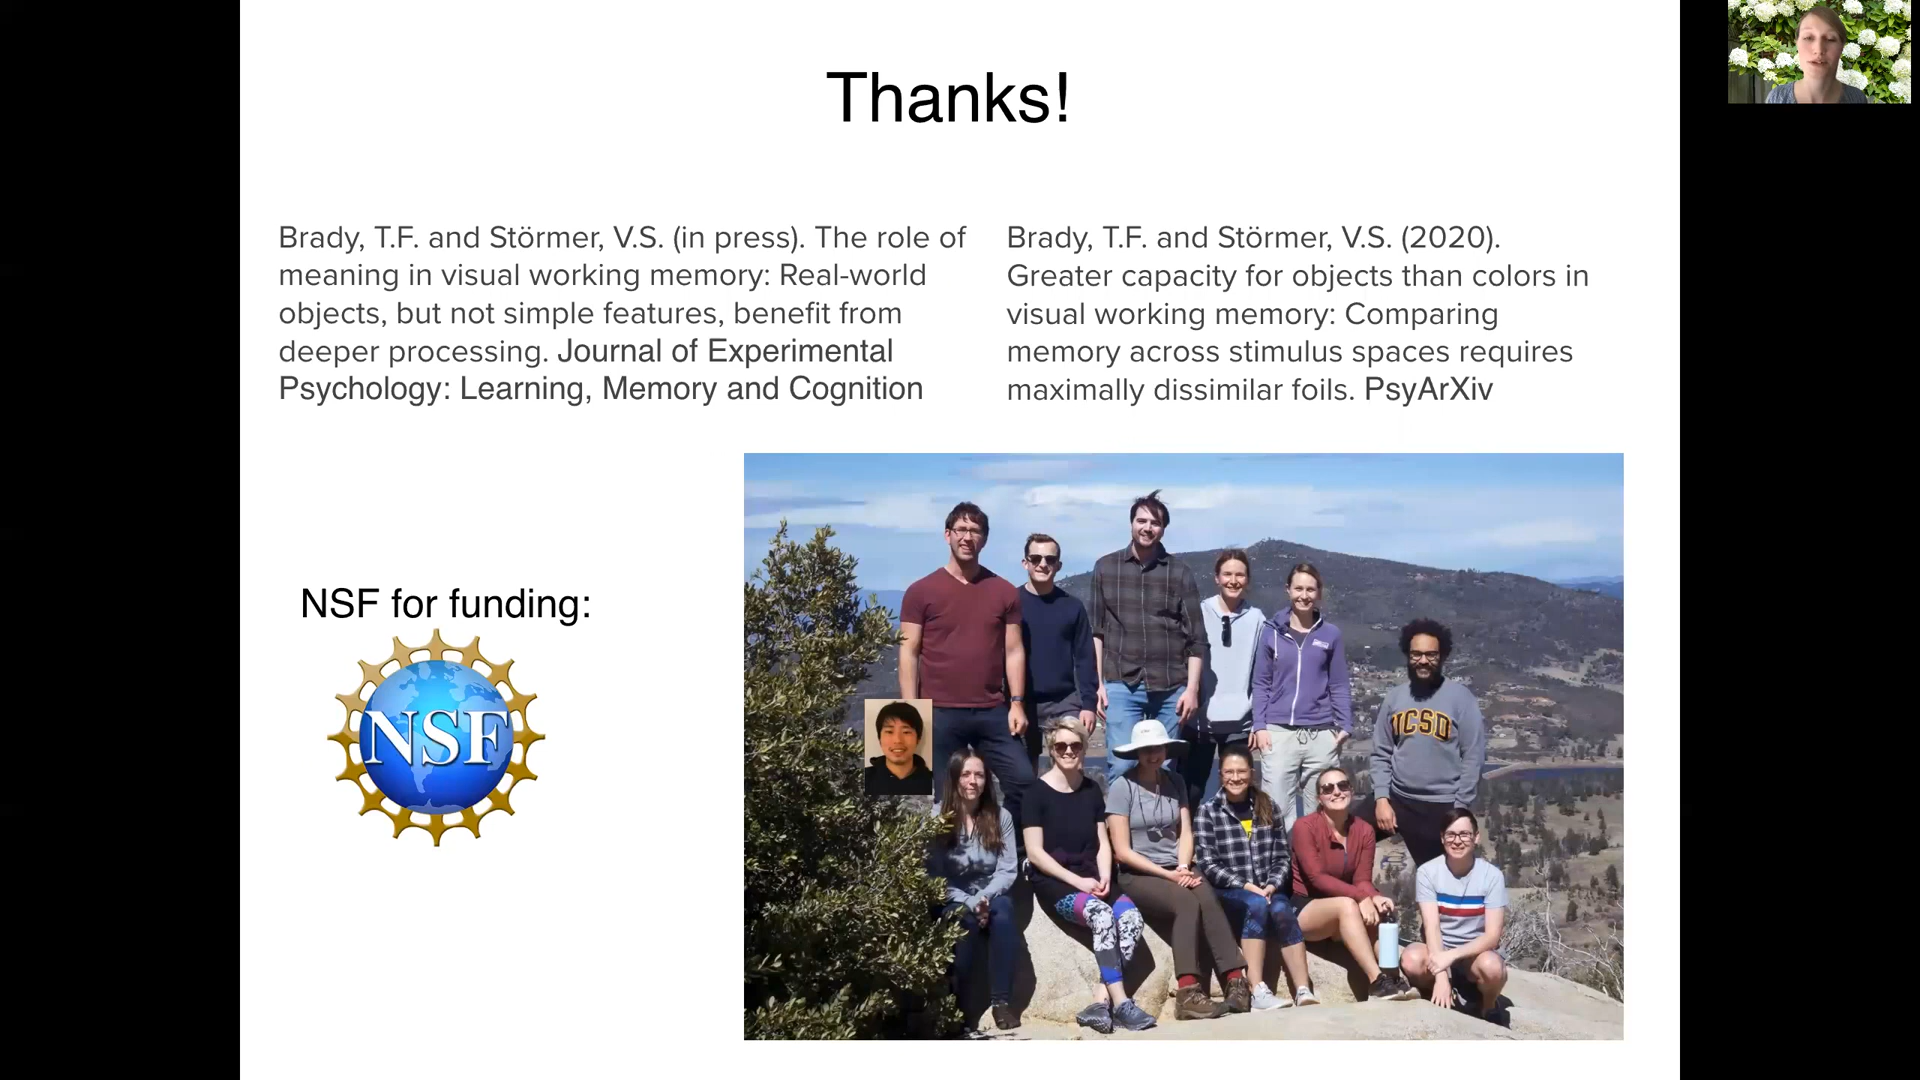 Thanks!
Brady, T.F. and Störmer, V.S. (in press). The role of
meaning in visual working memory: Real-world
objects, but not simple features, benefit from
deeper processing. Journal of Experimental
Psychology: Learning, Memory and Cognition
Brady, T.F. and Störmer, V.S. (2020).
Greater capacity for objects than colors in
visual working memory: Comparing
memory across stimulus spaces requires
maximally dissimilar foils. PsyArXiv
NSF for funding:
NSF
UCSD